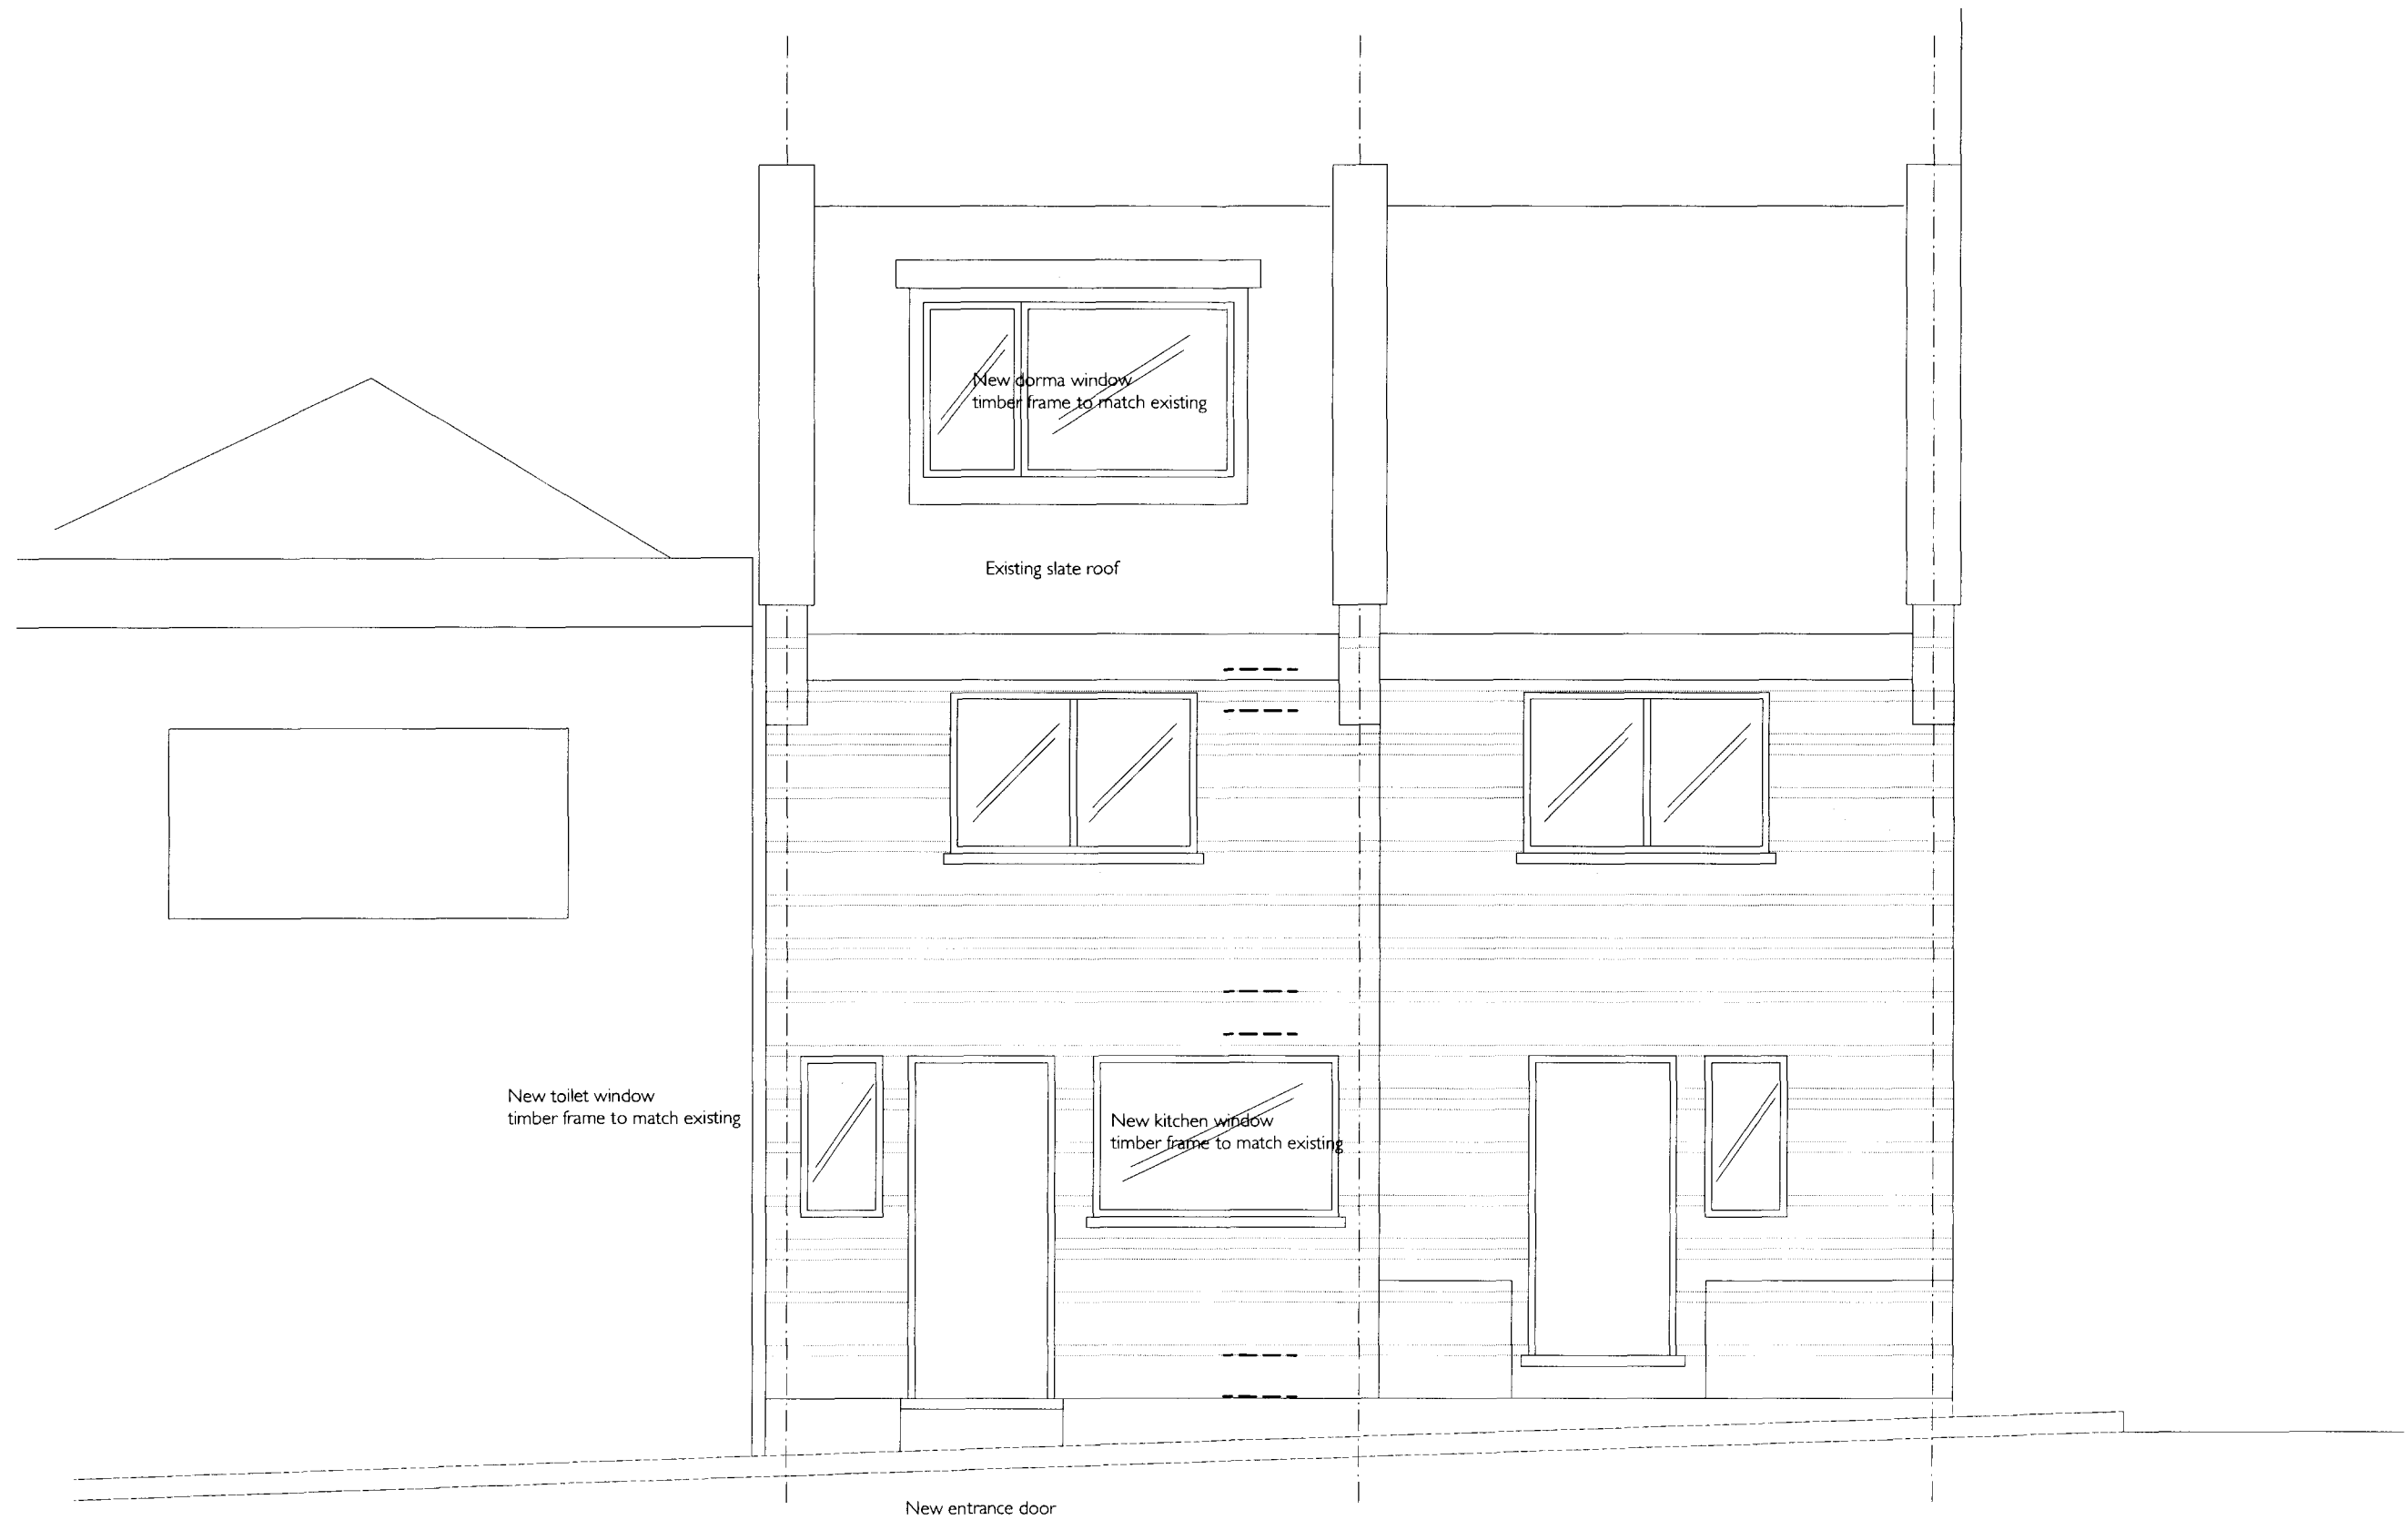 New dorma window
timber frame to match existing
Existing slate roof
New toilet window
timber frame to match existing
New kitchen window
timber frame to match existing
New entrance door